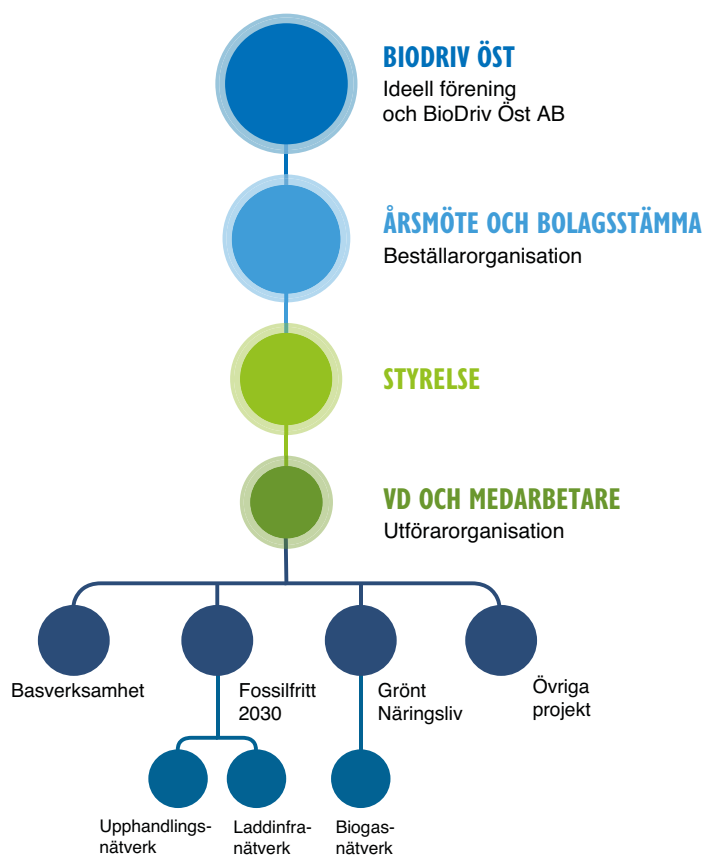 BIODRIV ÖST
Ideell förening
och BioDriv Öst AB
ÅRSMÖTE OCH BOLAGSSTÄMMA
Beställarorganisation
STYRELSE
VD OCH MEDARBETARE
Utförarorganisation
Basverksamhet
Fossilfritt
2030
Grönt
Näringsliv
Övriga
projekt
Upphandlings-
nätverk
Laddinfra-
nätverk
Biogas-
nätverk